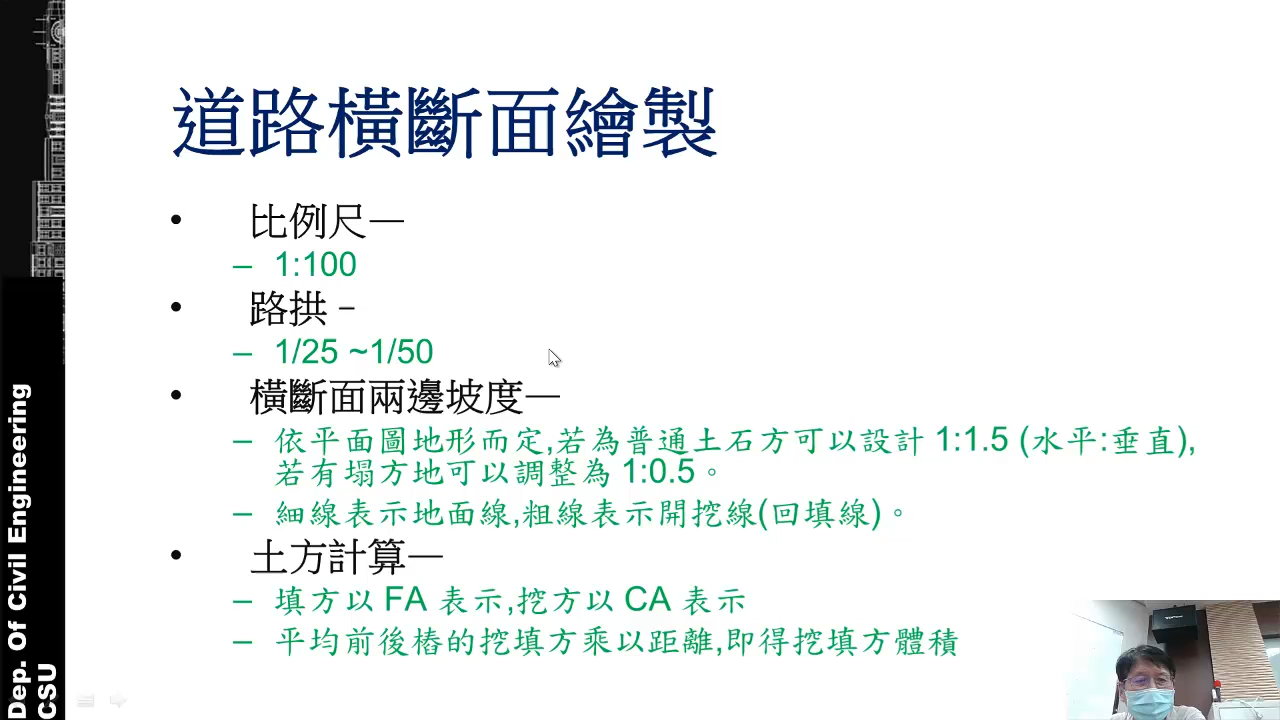 道路橫斷面繪製
• 比例尺—
– 1:100
• 路拱 –
– 1/25 ~1/50
• 橫斷面兩邊坡度—
– 依平面圖地形而定,若為普通土石方可以設計 1:1.5 (水平:垂直),
若有塌方地可以調整為 1:0.5。
– 細線表示地面線,粗線表示開挖線(回填線)。
• 土方計算—
– 填方以 FA 表示,挖方以 CA 表示
– 平均前後樁的挖填方乘以距離,即得挖填方體積
Dep. Of Civil Engineering
CSU